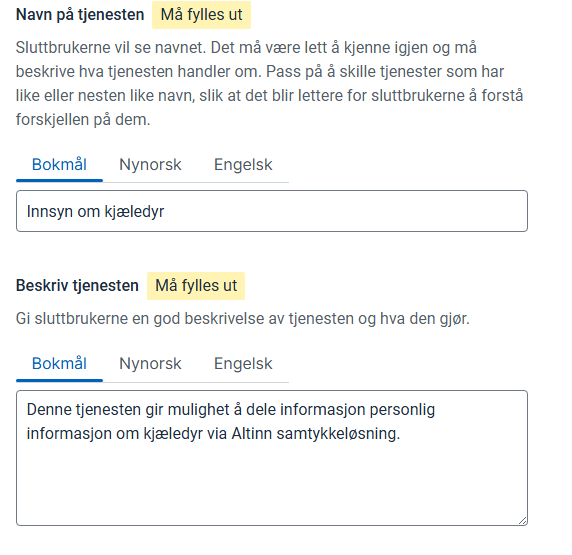 Navn på tjenesten Må fylles ut
Sluttbrukerne vil se navnet. Det må være lett å kjenne igjen og må
beskrive hva tjenesten handler om. Pass på å skille tjenester som har
like eller nesten like navn, slik at det blir lettere for sluttbrukerne å forstå
forskjellen på dem.
Bokmål Nynorsk Engelsk
Innsyn om kjæledyr
Beskriv tjenesten Må fylles ut
Gi sluttbrukerne en god beskrivelse av tjenesten og hva den gjør.
Bokmål Nynorsk Engelsk
Denne tjenesten gir mulighet å dele informasjon personlig
informasjon om kjæledyr via Altinn samtykkeløsning.